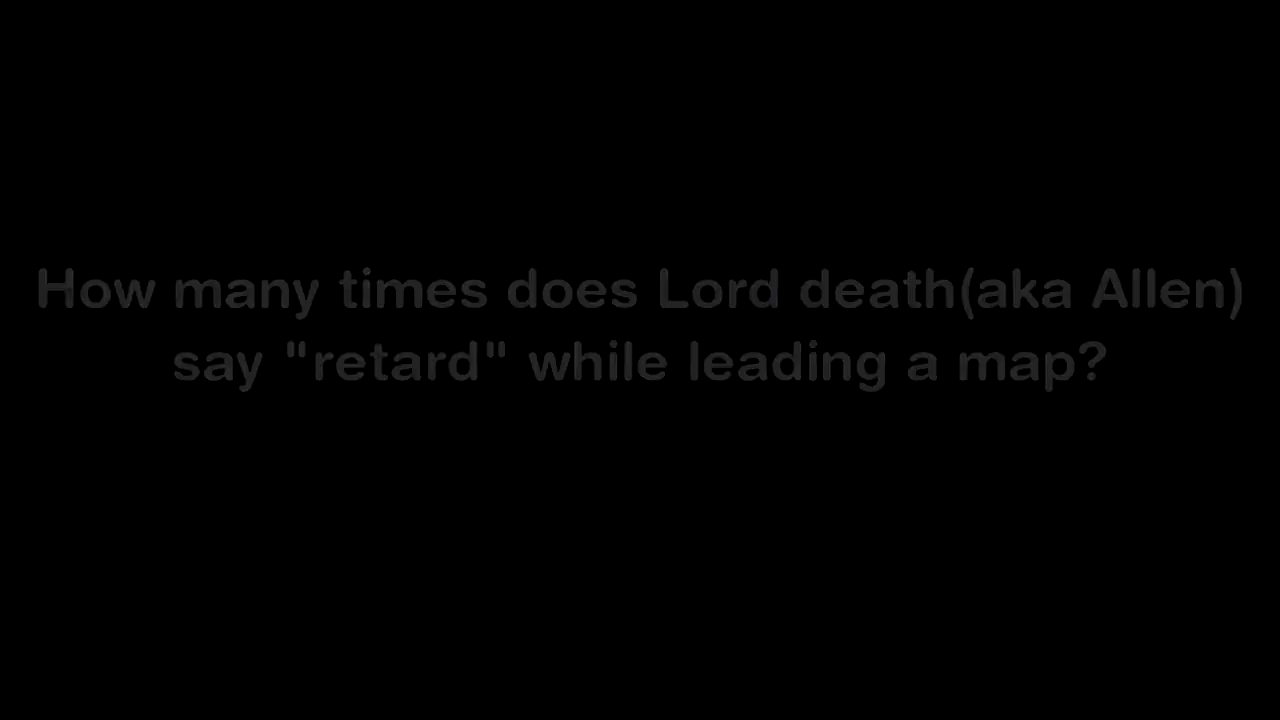 How many times does Lord death(aka Allen)
say "retard" while leading a map?